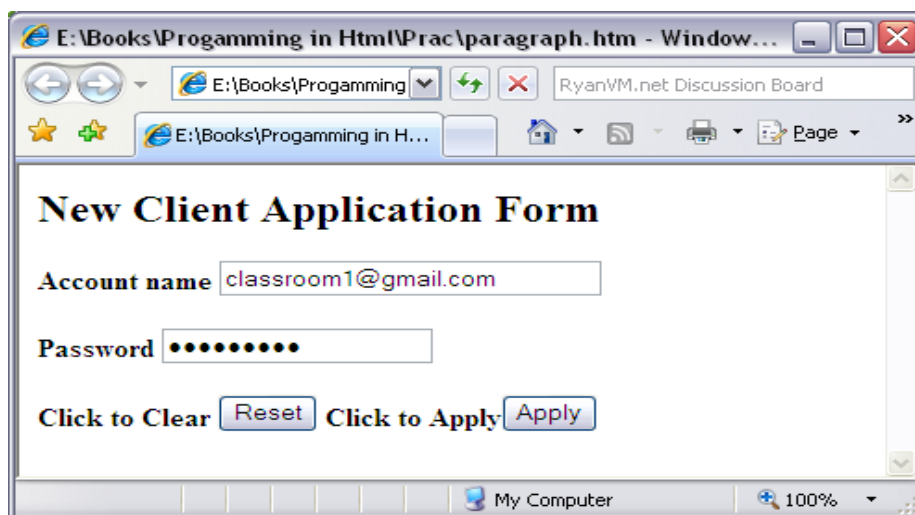 E:\Books\Progamming in Html\Prac\paragraph.htm - Window...
E:\Books\Progamming
RyanVM.net Discussion Board
E:\Books\Progamming in H...
Page
»
New Client Application Form
Account name classroom1@gmail.com
Password •••••••••
Click to Clear Reset Click to Apply Apply
My Computer 100%